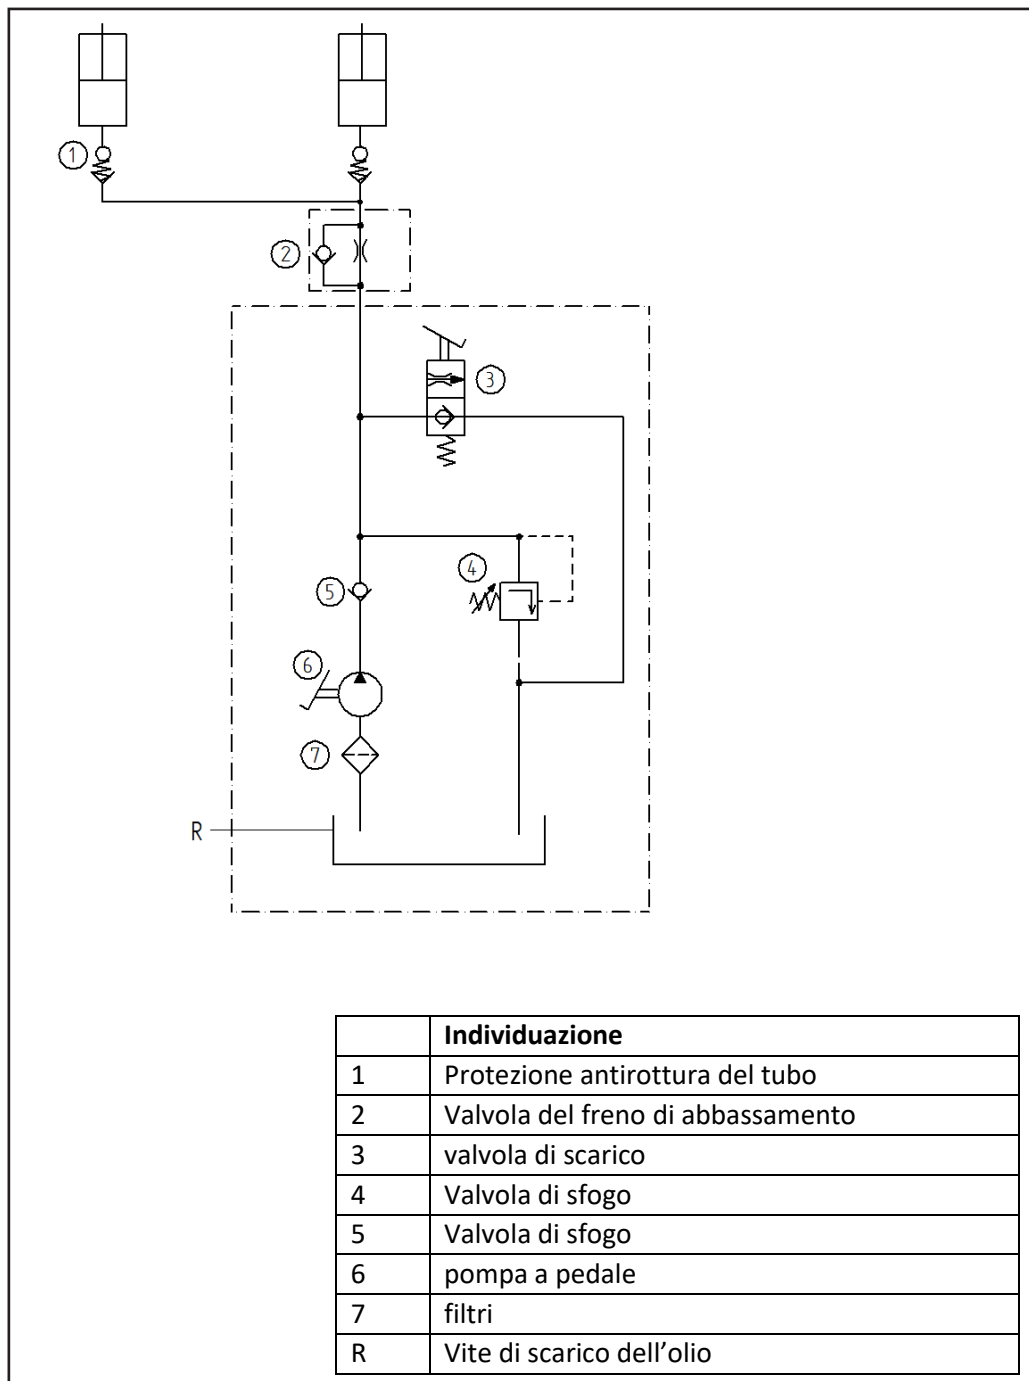 1
2
3
4
5
6
7
R
Individuazione
1 Protezione antirottura del tubo
2 Valvola del freno di abbassamento
3 valvola di scarico
4 Valvola di sfogo
5 Valvola di sfogo
6 pompa a pedale
7 filtri
R Vite di scarico dell’olio